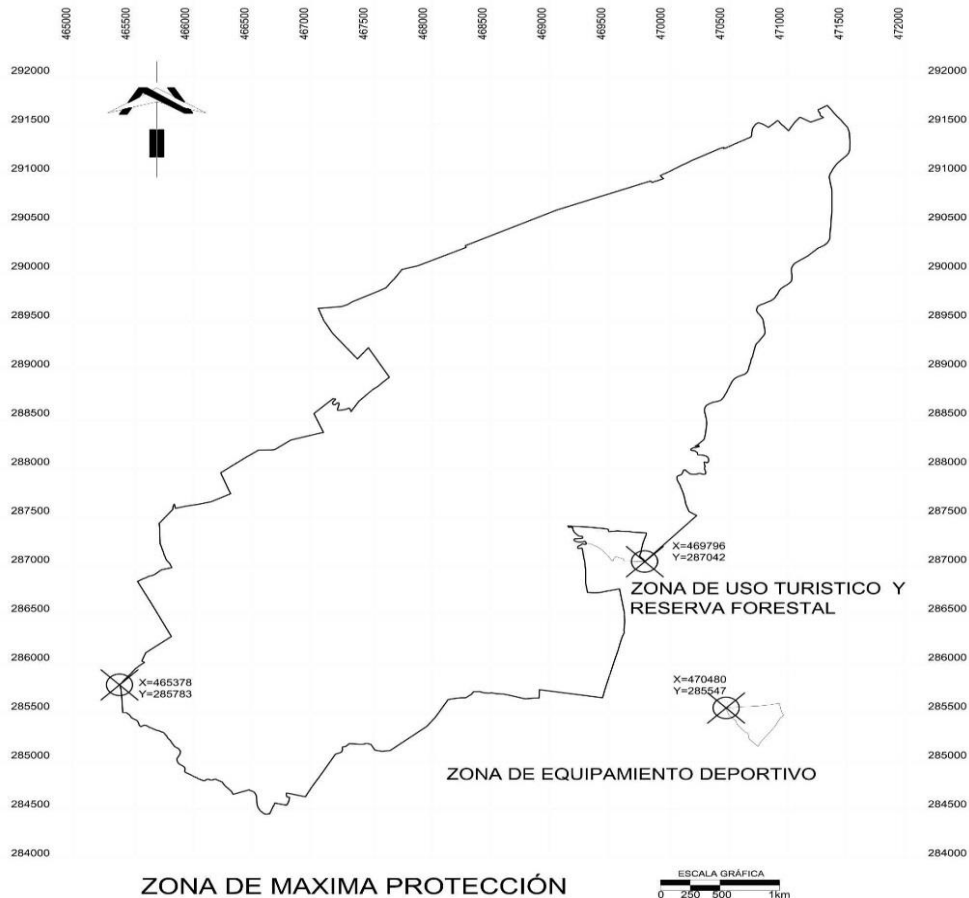 465000
465500
466000
466500
467000
467500
468000
468500
469000
469500
470000
470500
471000
471500
472000
292000 292000
291500 291500
291000 291000
290500 290500
290000 290000
289500 289500
289000 289000
288500 288500
288000 288000
287500 287500
287000 287000
X=469796
Y=287042
ZONA DE USO TURISTICO Y
RESERVA FORESTAL
286500 286500
286000 286000
X=465378
Y=285783
X=470480
Y=285547
285500 285500
285000 285000
ZONA DE EQUIPAMIENTO DEPORTIVO
284500 284500
284000 284000
ZONA DE MAXIMA PROTECCIÓN
ESCALA GRÁFICA
0 250 500 1km